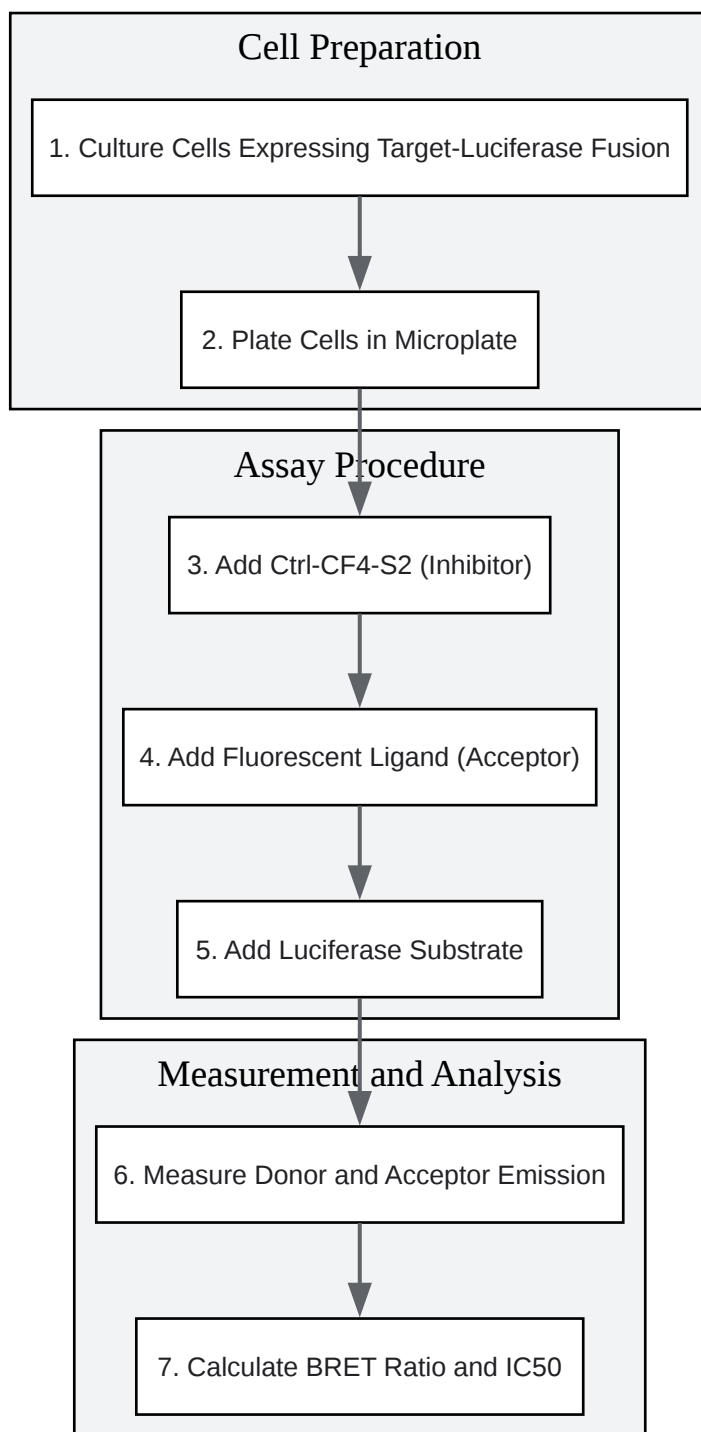 Cell Preparation
1. Culture Cells Expressing Target-Luciferase Fusion
2. Plate Cells in Microplate
Assay Procedure
3. Add Ctrl-CF4-S2 (Inhibitor)
4. Add Fluorescent Ligand (Acceptor)
5. Add Luciferase Substrate
Measurement and Analysis
6. Measure Donor and Acceptor Emission
7. Calculate BRET Ratio and IC50